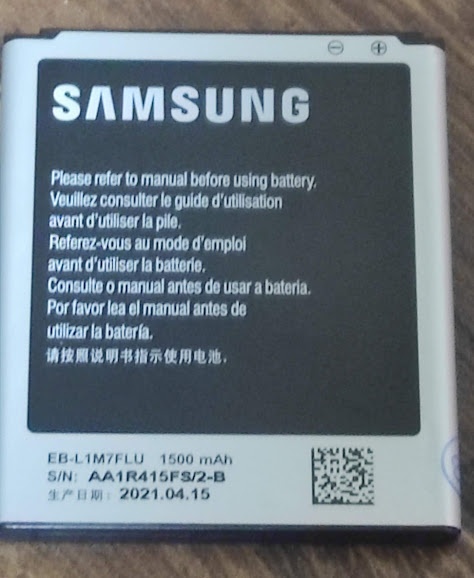 SAMSUNG
Please refer to manual before using battery.
Veuillez consulter le guide d'utilisation
avant d'utiliser la pile.
Referez-vous au mode d'emploi
avant d'utiliser la batterie.
Consulte o manual antes de usar a bateria.
Por favor lea el manual antes de
utilizar la batería.
请按照说明书指示使用电池.
EB-L1M7FLU 1500 mAh
S/N: AA1R415FS/2-B
生产日期: 2021.04.15